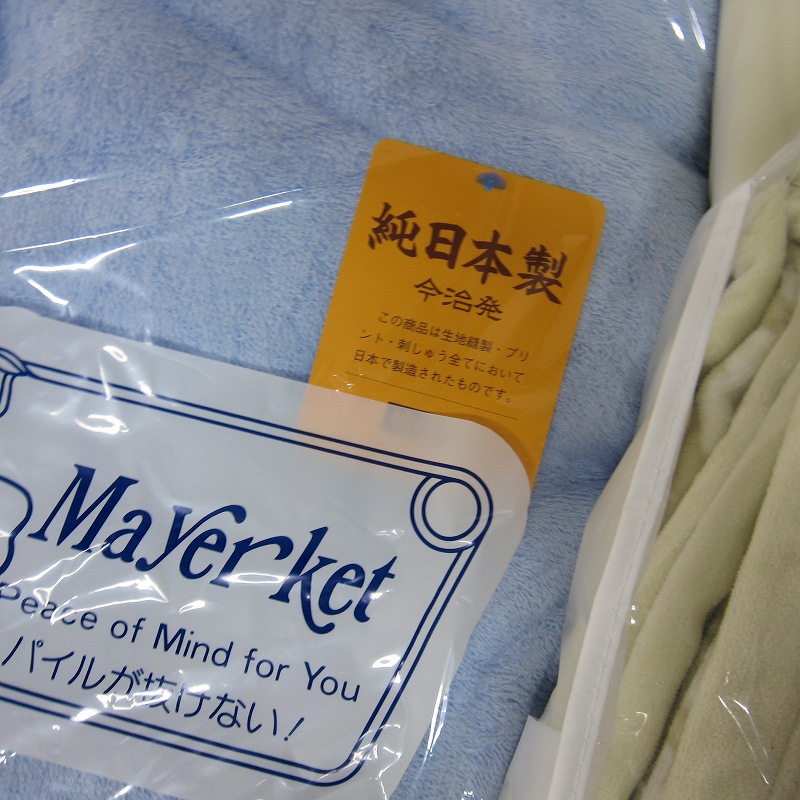 純日本製
今治発
この商品は生地縫製・プリ
ント・刺しゅう全てにおいて
日本で製造されたものです。
Mayerket
Peace of Mind for You
パイルが抜けない!